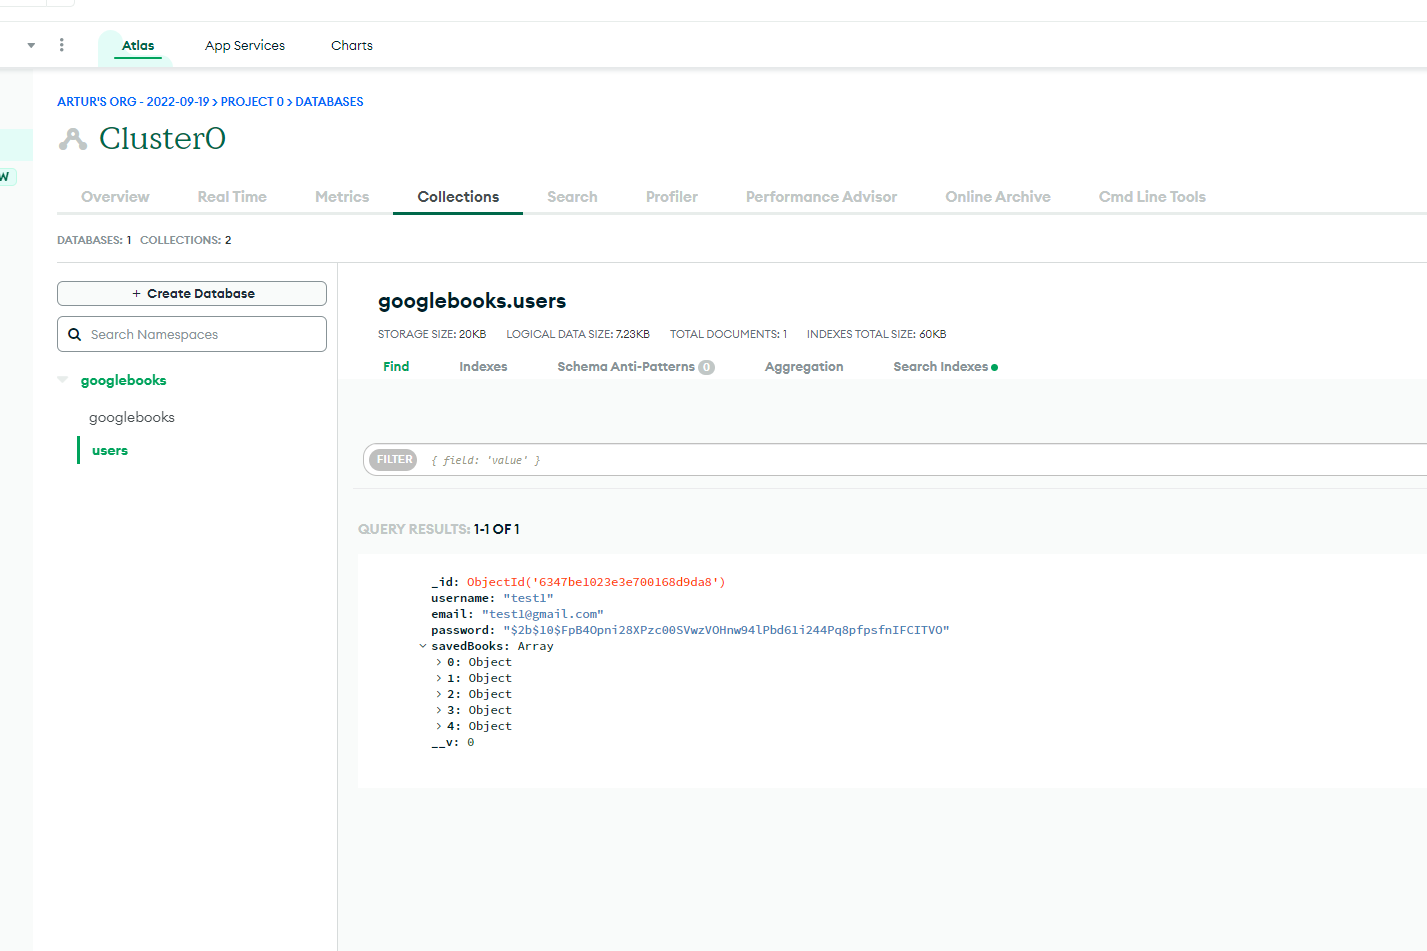 Atlas App Services Charts
ARTUR'S ORG - 2022-09-19 > PROJECT 0 > DATABASES
W
Cluster0
Overview Real Time Metrics Collections Search Profiler Performance Advisor Online Archive Cmd Line Tools
DATABASES: 1 COLLECTIONS: 2
+ Create Database
Search Namespaces
googlebooks
googlebooks
users
googlebooks.users
STORAGE SIZE: 20KB LOGICAL DATA SIZE: 7.23KB TOTAL DOCUMENTS: 1 INDEXES TOTAL SIZE: 60KB
Find Indexes Schema Anti-Patterns 0 Aggregation Search Indexes
FILTER { field: 'value' }
QUERY RESULTS: 1-1 OF 1
_id: ObjectId('6347be1023e3e700168d9da8')
username: "test1"
email: "test1@gmail.com"
password: "$2b$10$FpB4Opni28XPzc00SVwzVOHnw94lPbd61i244Pq8pfpsfnIFCITVO"
savedBooks: Array
0: Object
1: Object
2: Object
3: Object
4: Object
__v: 0